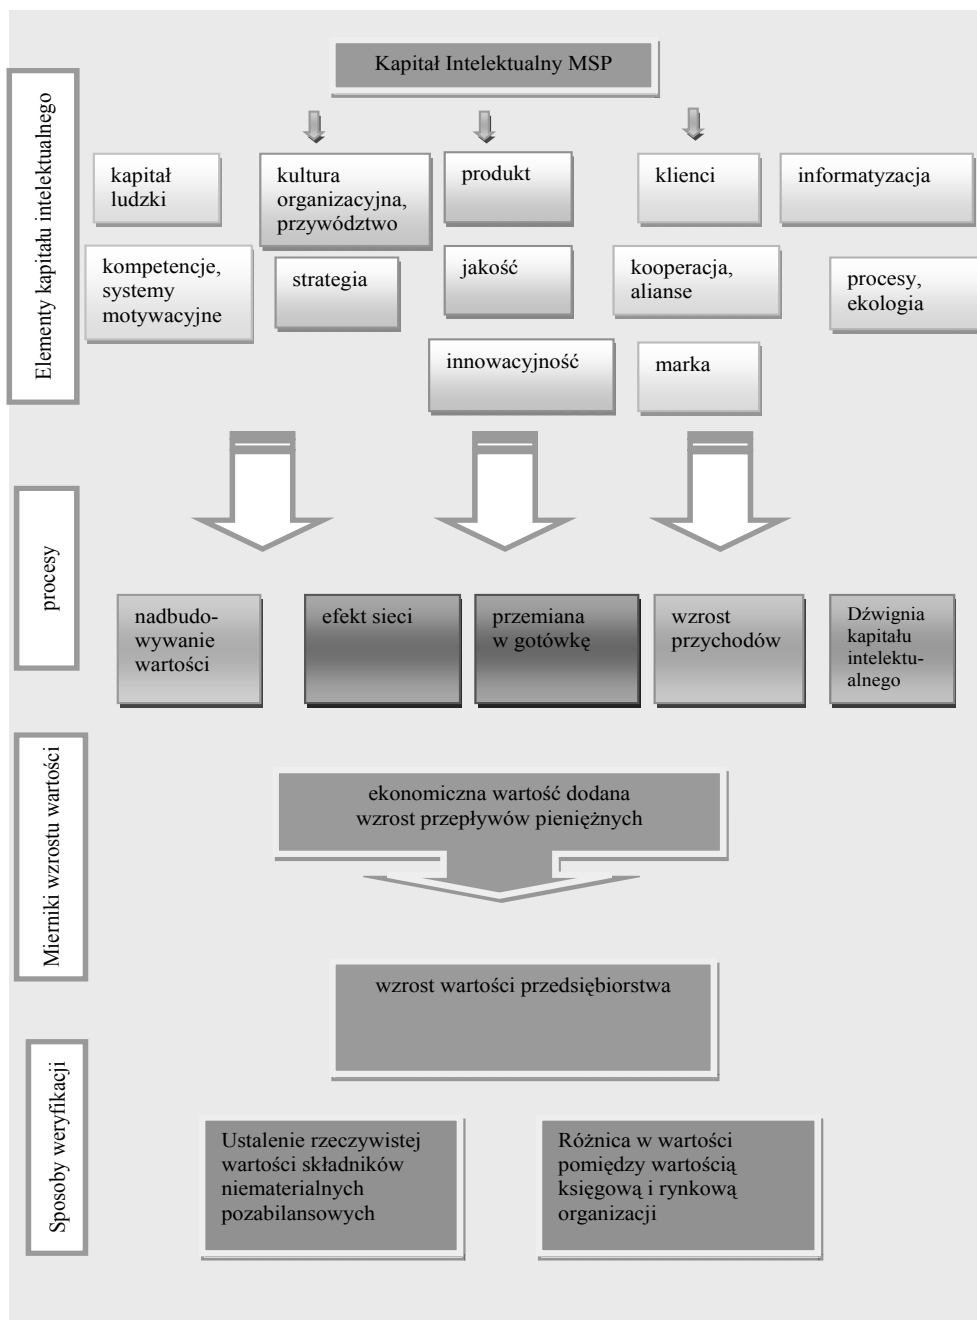 Kapitał Intelektualny MSP
Elementy kapitału intelektualnego
kapitał
ludzki
kultura
organizacyjna,
przywództwo
produkt
klienci
informatyzacja
kompetencje,
systemy
motywacyjne
strategia
jakość
kooperacja,
alianse
procesy,
ekologia
innowacyjność
marka
procesy
nadbudo-
wywanie
wartości
efekt sieci
przemiana
w gotówkę
wzrost
przychodów
Dźwignia
kapitału
intelektu-
alnego
Mierniki wzrostu wartości
ekonomiczna wartość dodana
wzrost przepływów pieniężnych
wzrost wartości przedsiębiorstwa
Sposoby weryfikacji
Ustalenie rzeczywistej
wartości składników
niematerialnych
pozabilansowych
Różnica w wartości
pomiędzy wartością
księgową i rynkową
organizacji